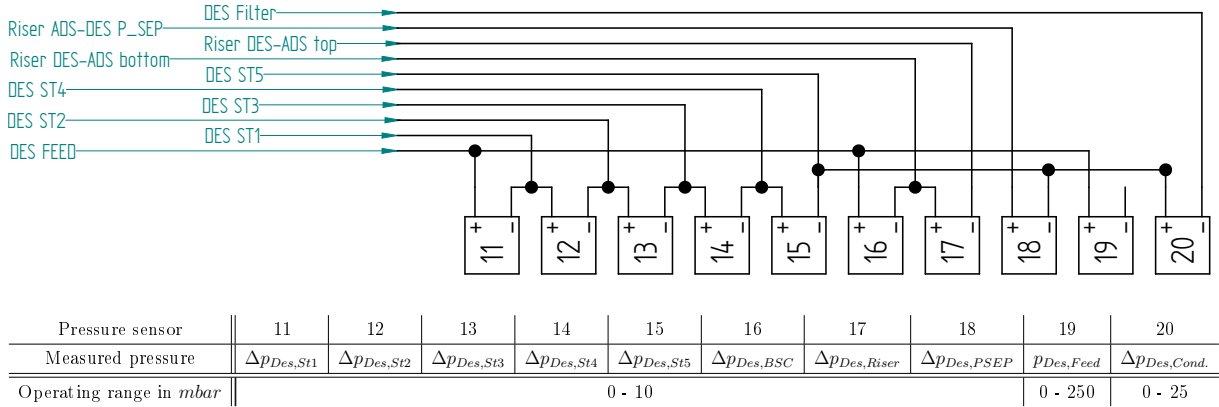 DES Filter
Riser ADS-DES P_SEP
Riser DES-ADS top
Riser DES-ADS bottom
DES ST5
DES ST4
DES ST3
DES ST2
DES ST1
DES FEED
+ - + - + - + - + - + - + - + - + - + -
11 12 13 14 15 16 17 18 19 20
Pressure sensor 11 12 13 14 15 16 17 18 19 20
Measured pressure Δp_{Des,St1} Δp_{Des,St2} Δp_{Des,St3} Δp_{Des,St4} Δp_{Des,St5} Δp_{Des,BSC} Δp_{Des,Riser} Δp_{Des,PSEP} p_{Des,Feed} Δp_{Des,Cond.}
Operating range in mbar 0 - 10 0 - 250 0 - 25